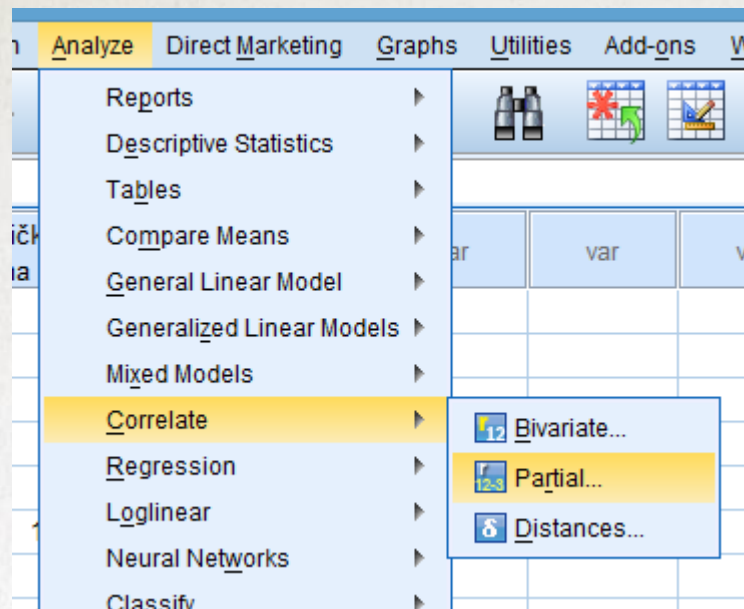 Analyze Direct Marketing Graphs Utilities Add-ons
Reports
Descriptive Statistics
Tables
Compare Means
var
General Linear Model
Generalized Linear Models
Mixed Models
Correlate
Bivariate...
Regression
Partial...
Loglinear
Distances...
Neural Networks
Classify